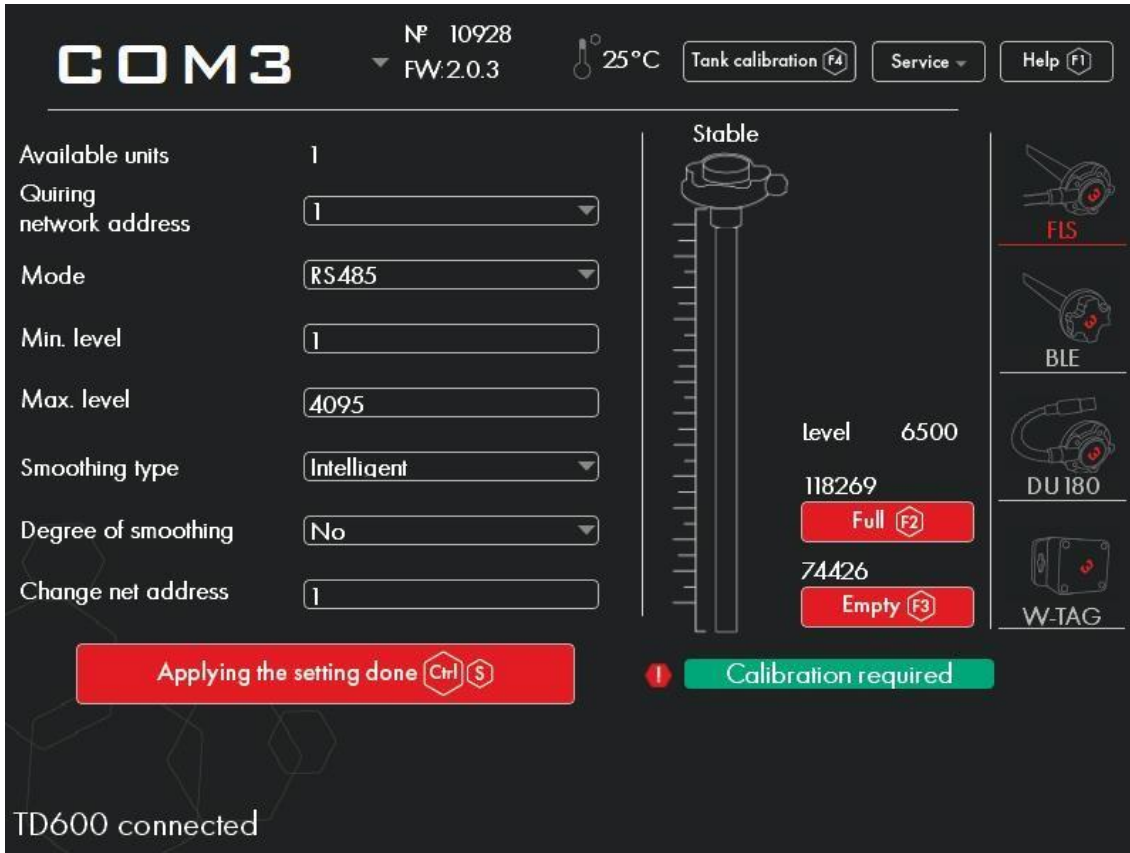 COM3
№ 10928
FW:2.0.3
25°C
Tank calibration F4
Service
Help F1
Available units 1
Quiring
network address 1
Mode RS485
Min. level 1
Max. level 4095
Smoothing type Intelligent
Degree of smoothing No
Change net address 1
Applying the setting done Ctrl S
Stable
Level 6500
118269
Full F2
74426
Empty F3
! Calibration required
FLS
BLE
DU180
W-TAG
TD600 connected